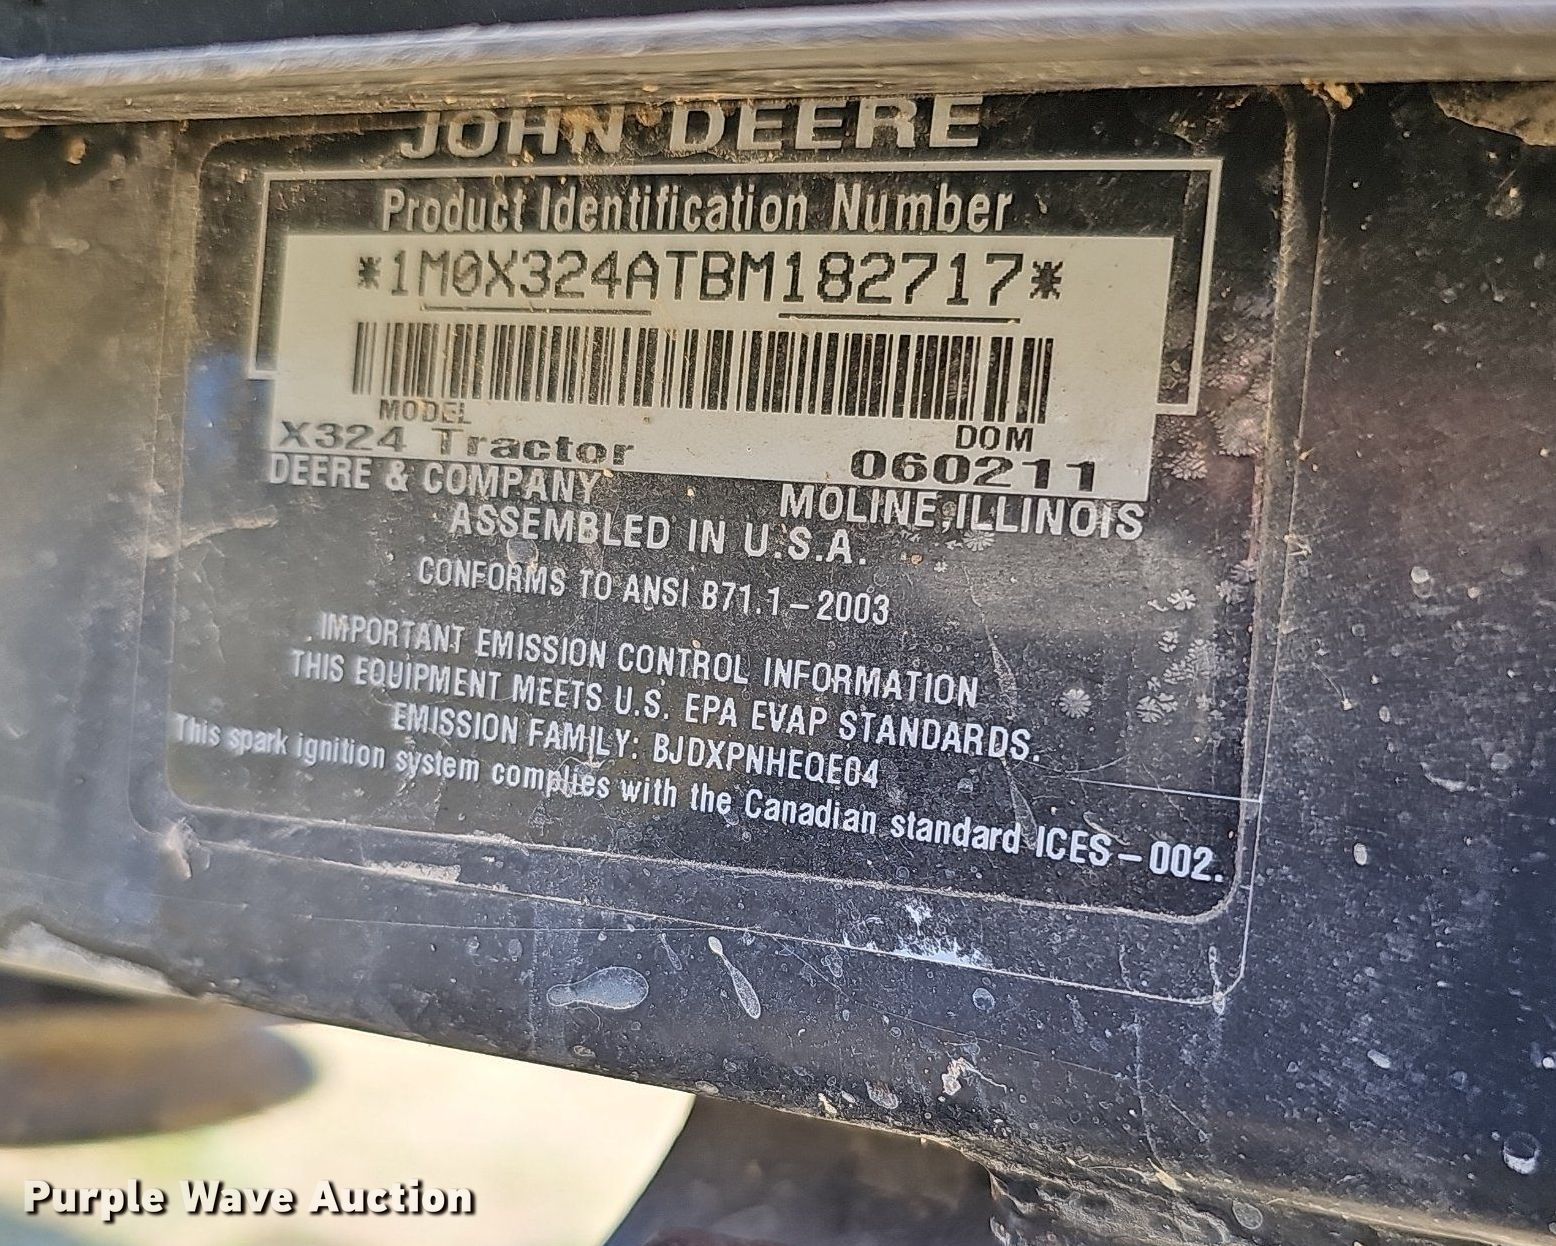 JOHN DEERE
Product Identification Number
*1M0X324ATBM182717*
MODEL
X324 Tractor
DOM
060211
DEERE & COMPANY
MOLINE, ILLINOIS
ASSEMBLED IN U.S.A.
CONFORMS TO ANSI B71.1-2003
IMPORTANT EMISSION CONTROL INFORMATION
THIS EQUIPMENT MEETS U.S. EPA EVAP STANDARDS.
EMISSION FAMILY: BJDXPNHEQE04
This spark ignition system complies with the Canadian standard ICES-002.
Purple Wave Auction